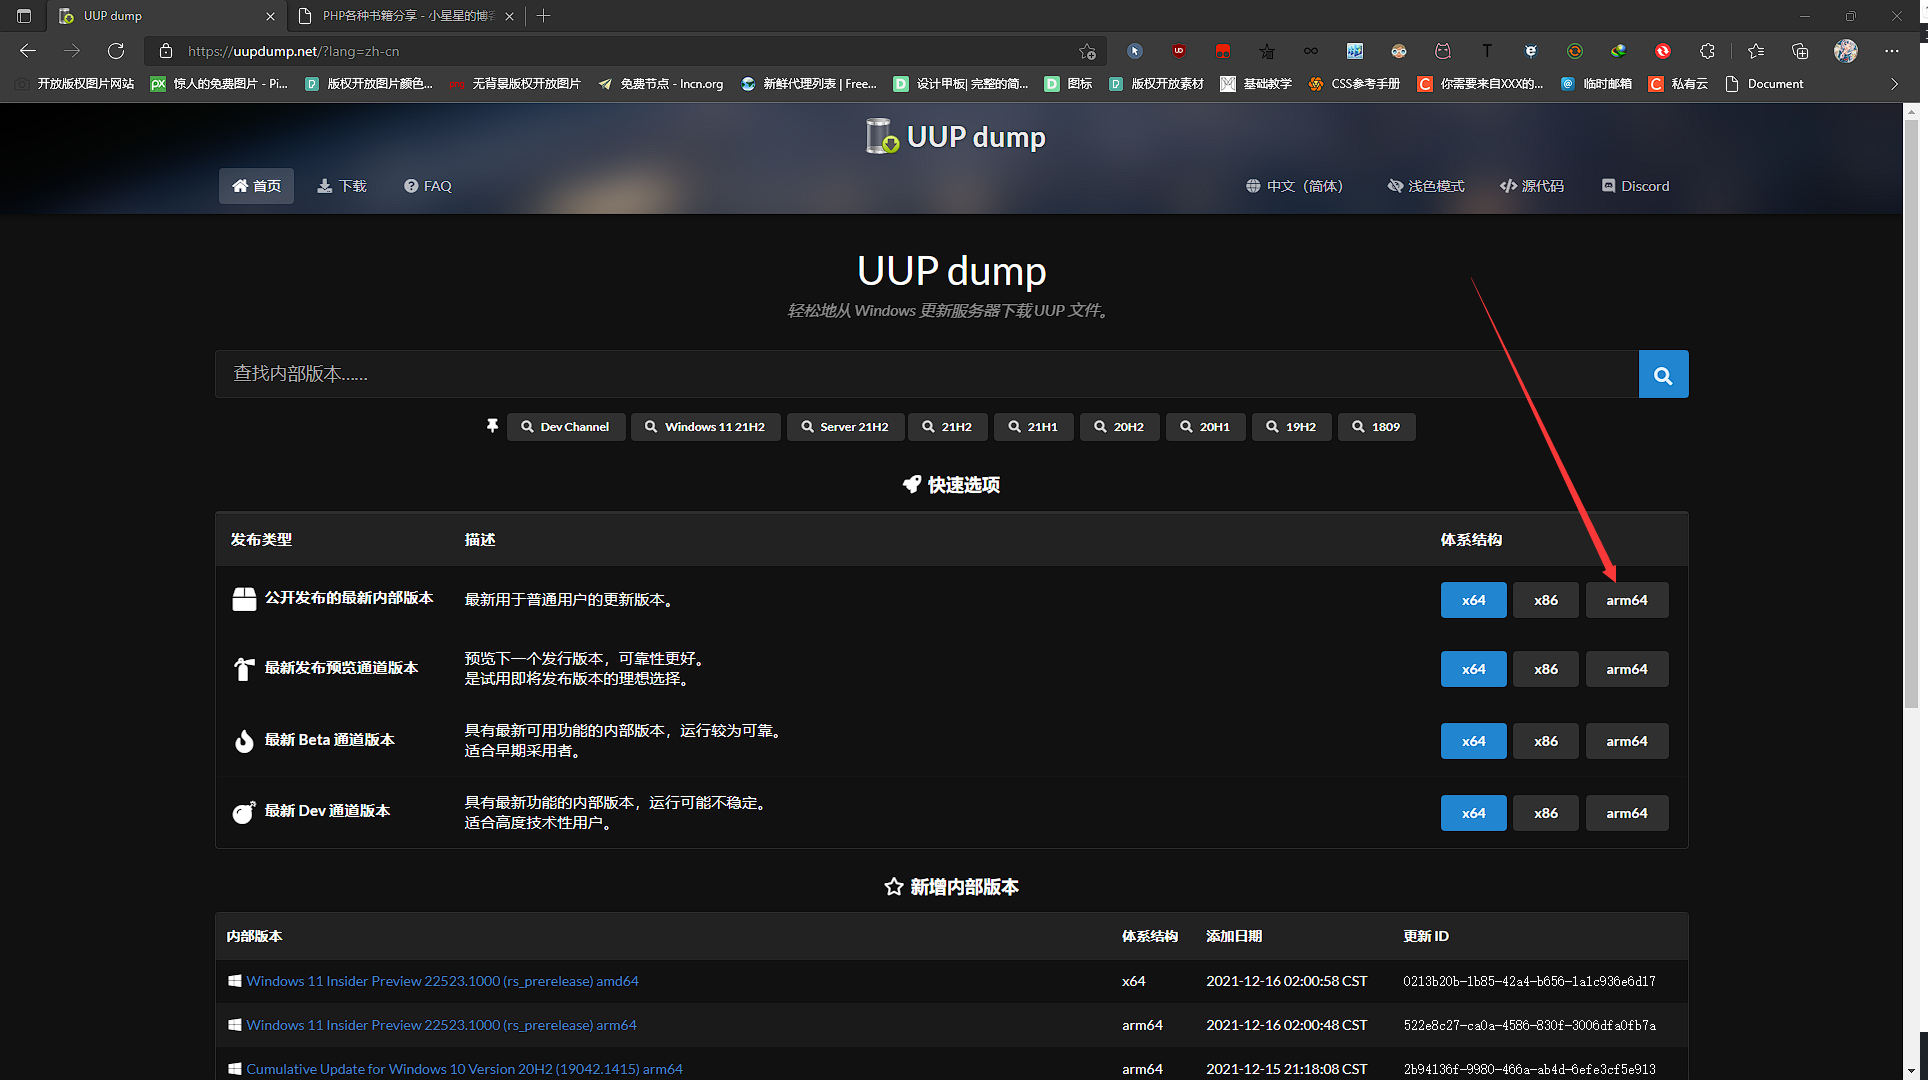 UUP dump
PHP各种书籍分享 - 小星星的博客
https://uupdump.net/?lang=zh-cn
开放版权图片网站
惊人的免费图片 - Pi...
版权开放图片颜色...
无背景版权开放图片
免费节点 - lncn.org
新鲜代理列表 | Free...
设计甲板| 完整的简...
图标
版权开放素材
基础教学
CSS参考手册
你需要来自XXX的...
临时邮箱
私有云
Document
UUP dump
首页
下载
FAQ
中文（简体）
浅色模式
源代码
Discord
UUP dump
轻松地从 Windows 更新服务器下载 UUP 文件。
查找内部版本……
Dev Channel
Windows 11 21H2
Server 21H2
21H2
21H1
20H2
20H1
19H2
1809
快速选项
发布类型 描述 体系结构
公开发布的最新内部版本 最新用于普通用户的更新版本。 x64 x86 arm64
最新发布预览通道版本 预览下一个发行版本，可靠性更好。
是试用即将发布版本的理想选择。 x64 x86 arm64
最新 Beta 通道版本 具有最新可用功能的内部版本，运行较为可靠。
适合早期采用者。 x64 x86 arm64
最新 Dev 通道版本 具有最新功能的内部版本，运行可能不稳定。
适合高度技术性用户。 x64 x86 arm64
新增内部版本
内部版本 体系结构 添加日期 更新 ID
Windows 11 Insider Preview 22523.1000 (rs_prerelease) amd64 x64 2021-12-16 02:00:58 CST 0213b20b-1b85-42a4-b656-1a1c936e6d17
Windows 11 Insider Preview 22523.1000 (rs_prerelease) arm64 arm64 2021-12-16 02:00:48 CST 522e8c27-ca0a-4586-830f-3006dfa0fb7a
Cumulative Update for Windows 10 Version 20H2 (19042.1415) arm64 arm64 2021-12-15 21:18:08 CST 2b94136f-9980-466a-ab4d-6efe3cf5e913